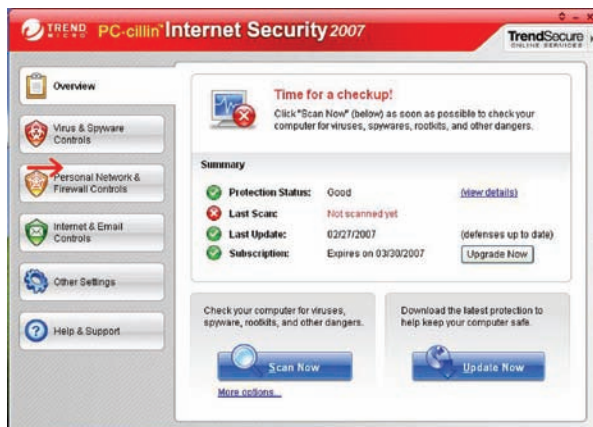 TREND MICRO PC-cillin™ Internet Security 2007
TrendSecure
ONLINE SERVICES
Overview
Virus & Spyware
Controls
Personal Network &
Firewall Controls
Internet & Email
Controls
Other Settings
Help & Support
Time for a checkup!
Click "Scan Now" (below) as soon as possible to check your
computer for viruses, spywares, rootkits, and other dangers.
Summary
Protection Status: Good (view details)
Last Scan: Not scanned yet
Last Update: 02/27/2007 (defenses up to date)
Subscription: Expires on 03/30/2007 Upgrade Now
Check your computer for viruses,
spyware, rootkits, and other dangers.
Scan Now
More options...
Download the latest protection to
help keep your computer safe.
Update Now